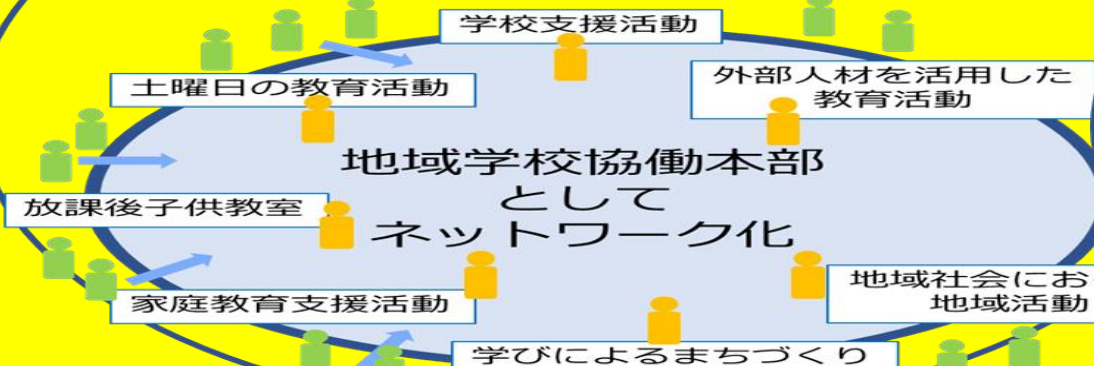 学校支援活動
土曜日の教育活動
外部人材を活用した
教育活動
地域学校協働本部
として
ネットワーク化
放課後子供教室
家庭教育支援活動
地域社会にお
地域活動
学びによるまちづくり